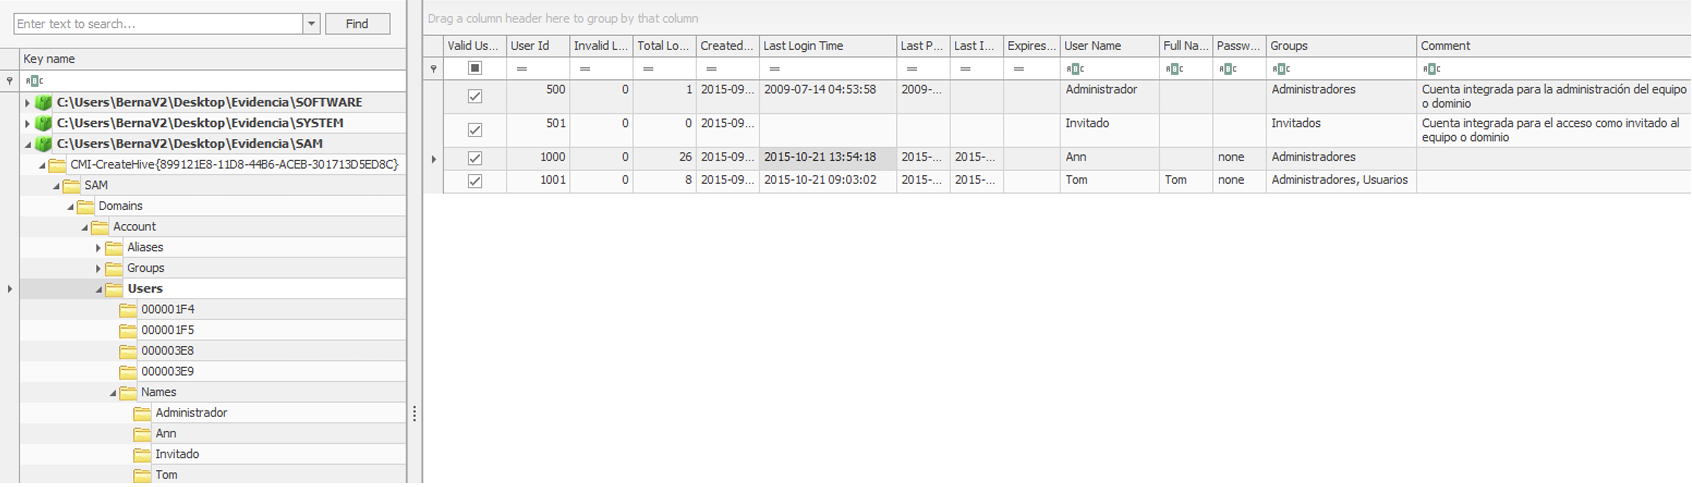 Enter text to search...
Find
Key name
C:\Users\BernaV2\Desktop\Evidencia\SOFTWARE
C:\Users\BernaV2\Desktop\Evidencia\SYSTEM
C:\Users\BernaV2\Desktop\Evidencia\SAM
CMI-CreateHive{899121E8-11D8-44B6-ACEB-301713D5ED8C}
SAM
Domains
Account
Aliases
Groups
Users
000001F4
000001F5
000003E8
000003E9
Names
Administrador
Ann
Invitado
Tom
Drag a column header here to group by that column
Valid Us... User Id Invalid L... Total Lo... Created... Last Login Time Last P... Last I... Expires... User Name Full Na... Passw... Groups Comment
500 0 1 2015-09... 2009-07-14 04:53:58 2009-... Administrador Administradores Cuenta integrada para la administración del equipo
o dominio
501 0 0 2015-09... Invitado Invitados Cuenta integrada para el acceso como invitado al
equipo o dominio
1000 0 26 2015-09... 2015-10-21 13:54:18 2015-... 2015-... Ann none Administradores
1001 0 8 2015-09... 2015-10-21 09:03:02 2015-... 2015-... Tom Tom none Administradores, Usuarios